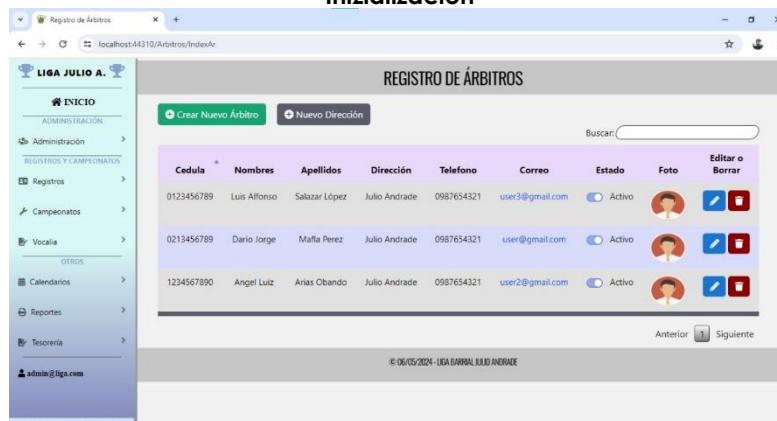 Inizialización
Registro de Árbitros
localhost:44310/Arbitros/IndexAr
LIGA JULIO A.
INICIO
ADMINISTRACIÓN
Administración
REGISTROS Y CAMPEONATOS
Registros
Campeonatos
Vocalia
OTROS
Calendarios
Reportes
Tesorería
admin@liga.com
REGISTRO DE ÁRBITROS
Crear Nuevo Árbitro Nuevo Dirección
Buscar:
Cedula Nombres Apellidos Dirección Telefono Correo Estado Foto Editar o Borrar
0123456789 Luis Alfonso Salazar López Julio Andrade 0987654321 user3@gmail.com Activo
0213456789 Dario Jorge Mafla Perez Julio Andrade 0987654321 user@gmail.com Activo
1234567890 Angel Luiz Arias Obando Julio Andrade 0987654321 user2@gmail.com Activo
Anterior 1 Siguiente
© 06/05/2024 - LIGA BARRIAL JULIO ANDRADE